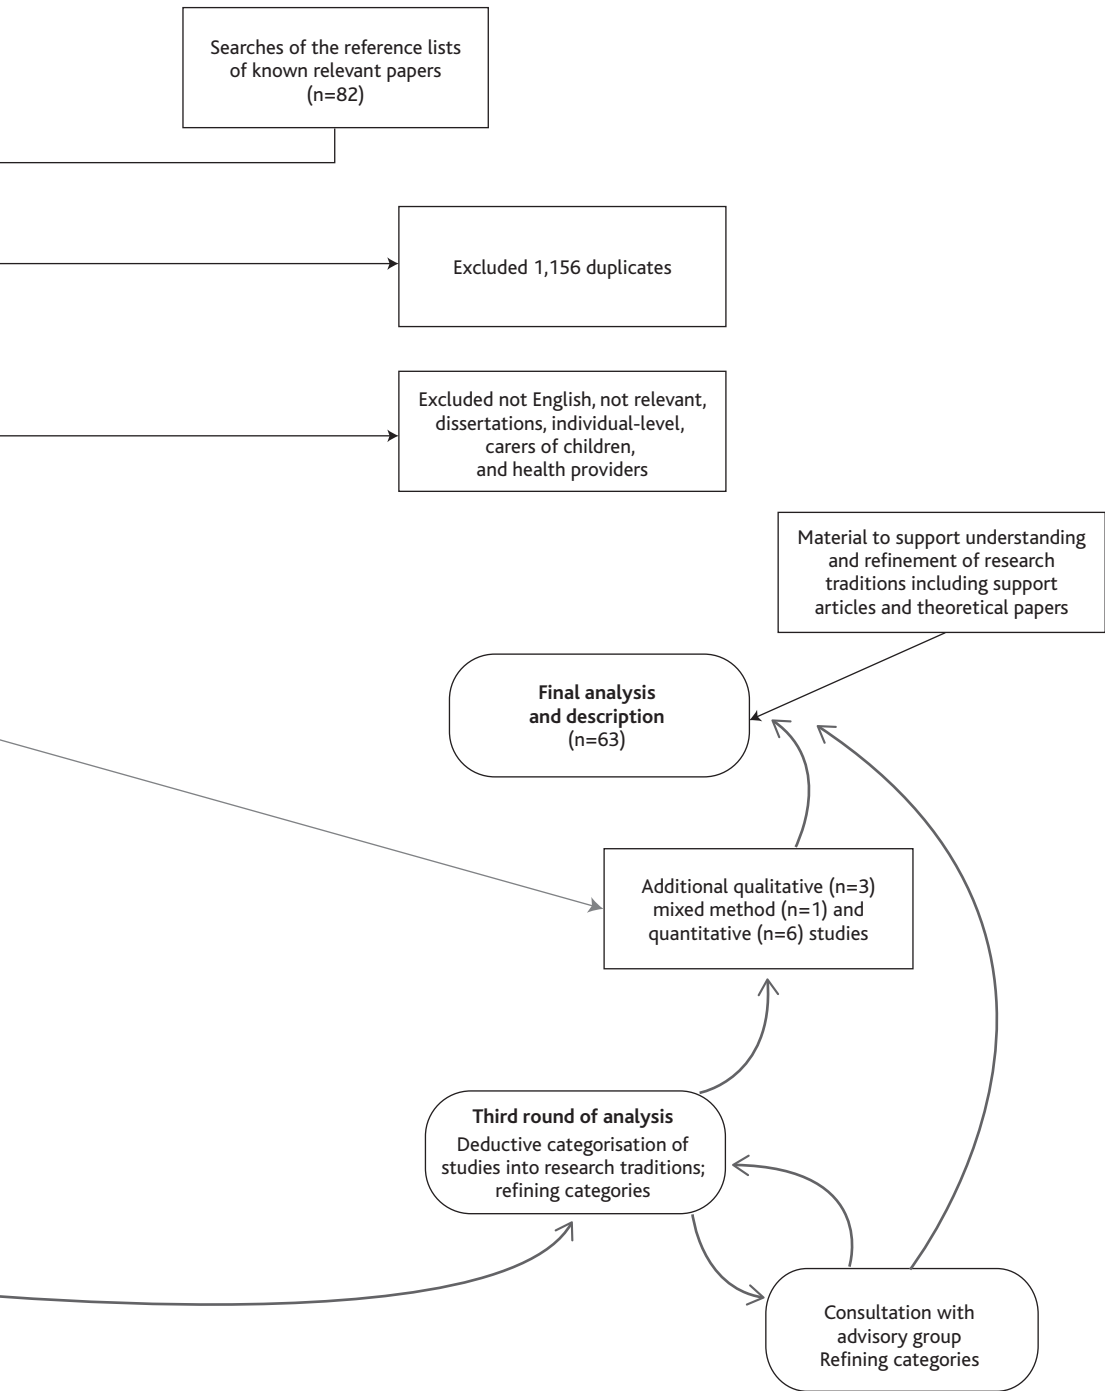 Searches of the reference lists
of known relevant papers
(n=82)
Excluded 1,156 duplicates
Excluded not English, not relevant,
dissertations, individual-level,
carers of children,
and health providers
Material to support understanding
and refinement of research
traditions including support
articles and theoretical papers
Final analysis
and description
(n=63)
Additional qualitative (n=3)
mixed method (n=1) and
quantitative (n=6) studies
Third round of analysis
Deductive categorisation of
studies into research traditions;
refining categories
Consultation with
advisory group
Refining categories